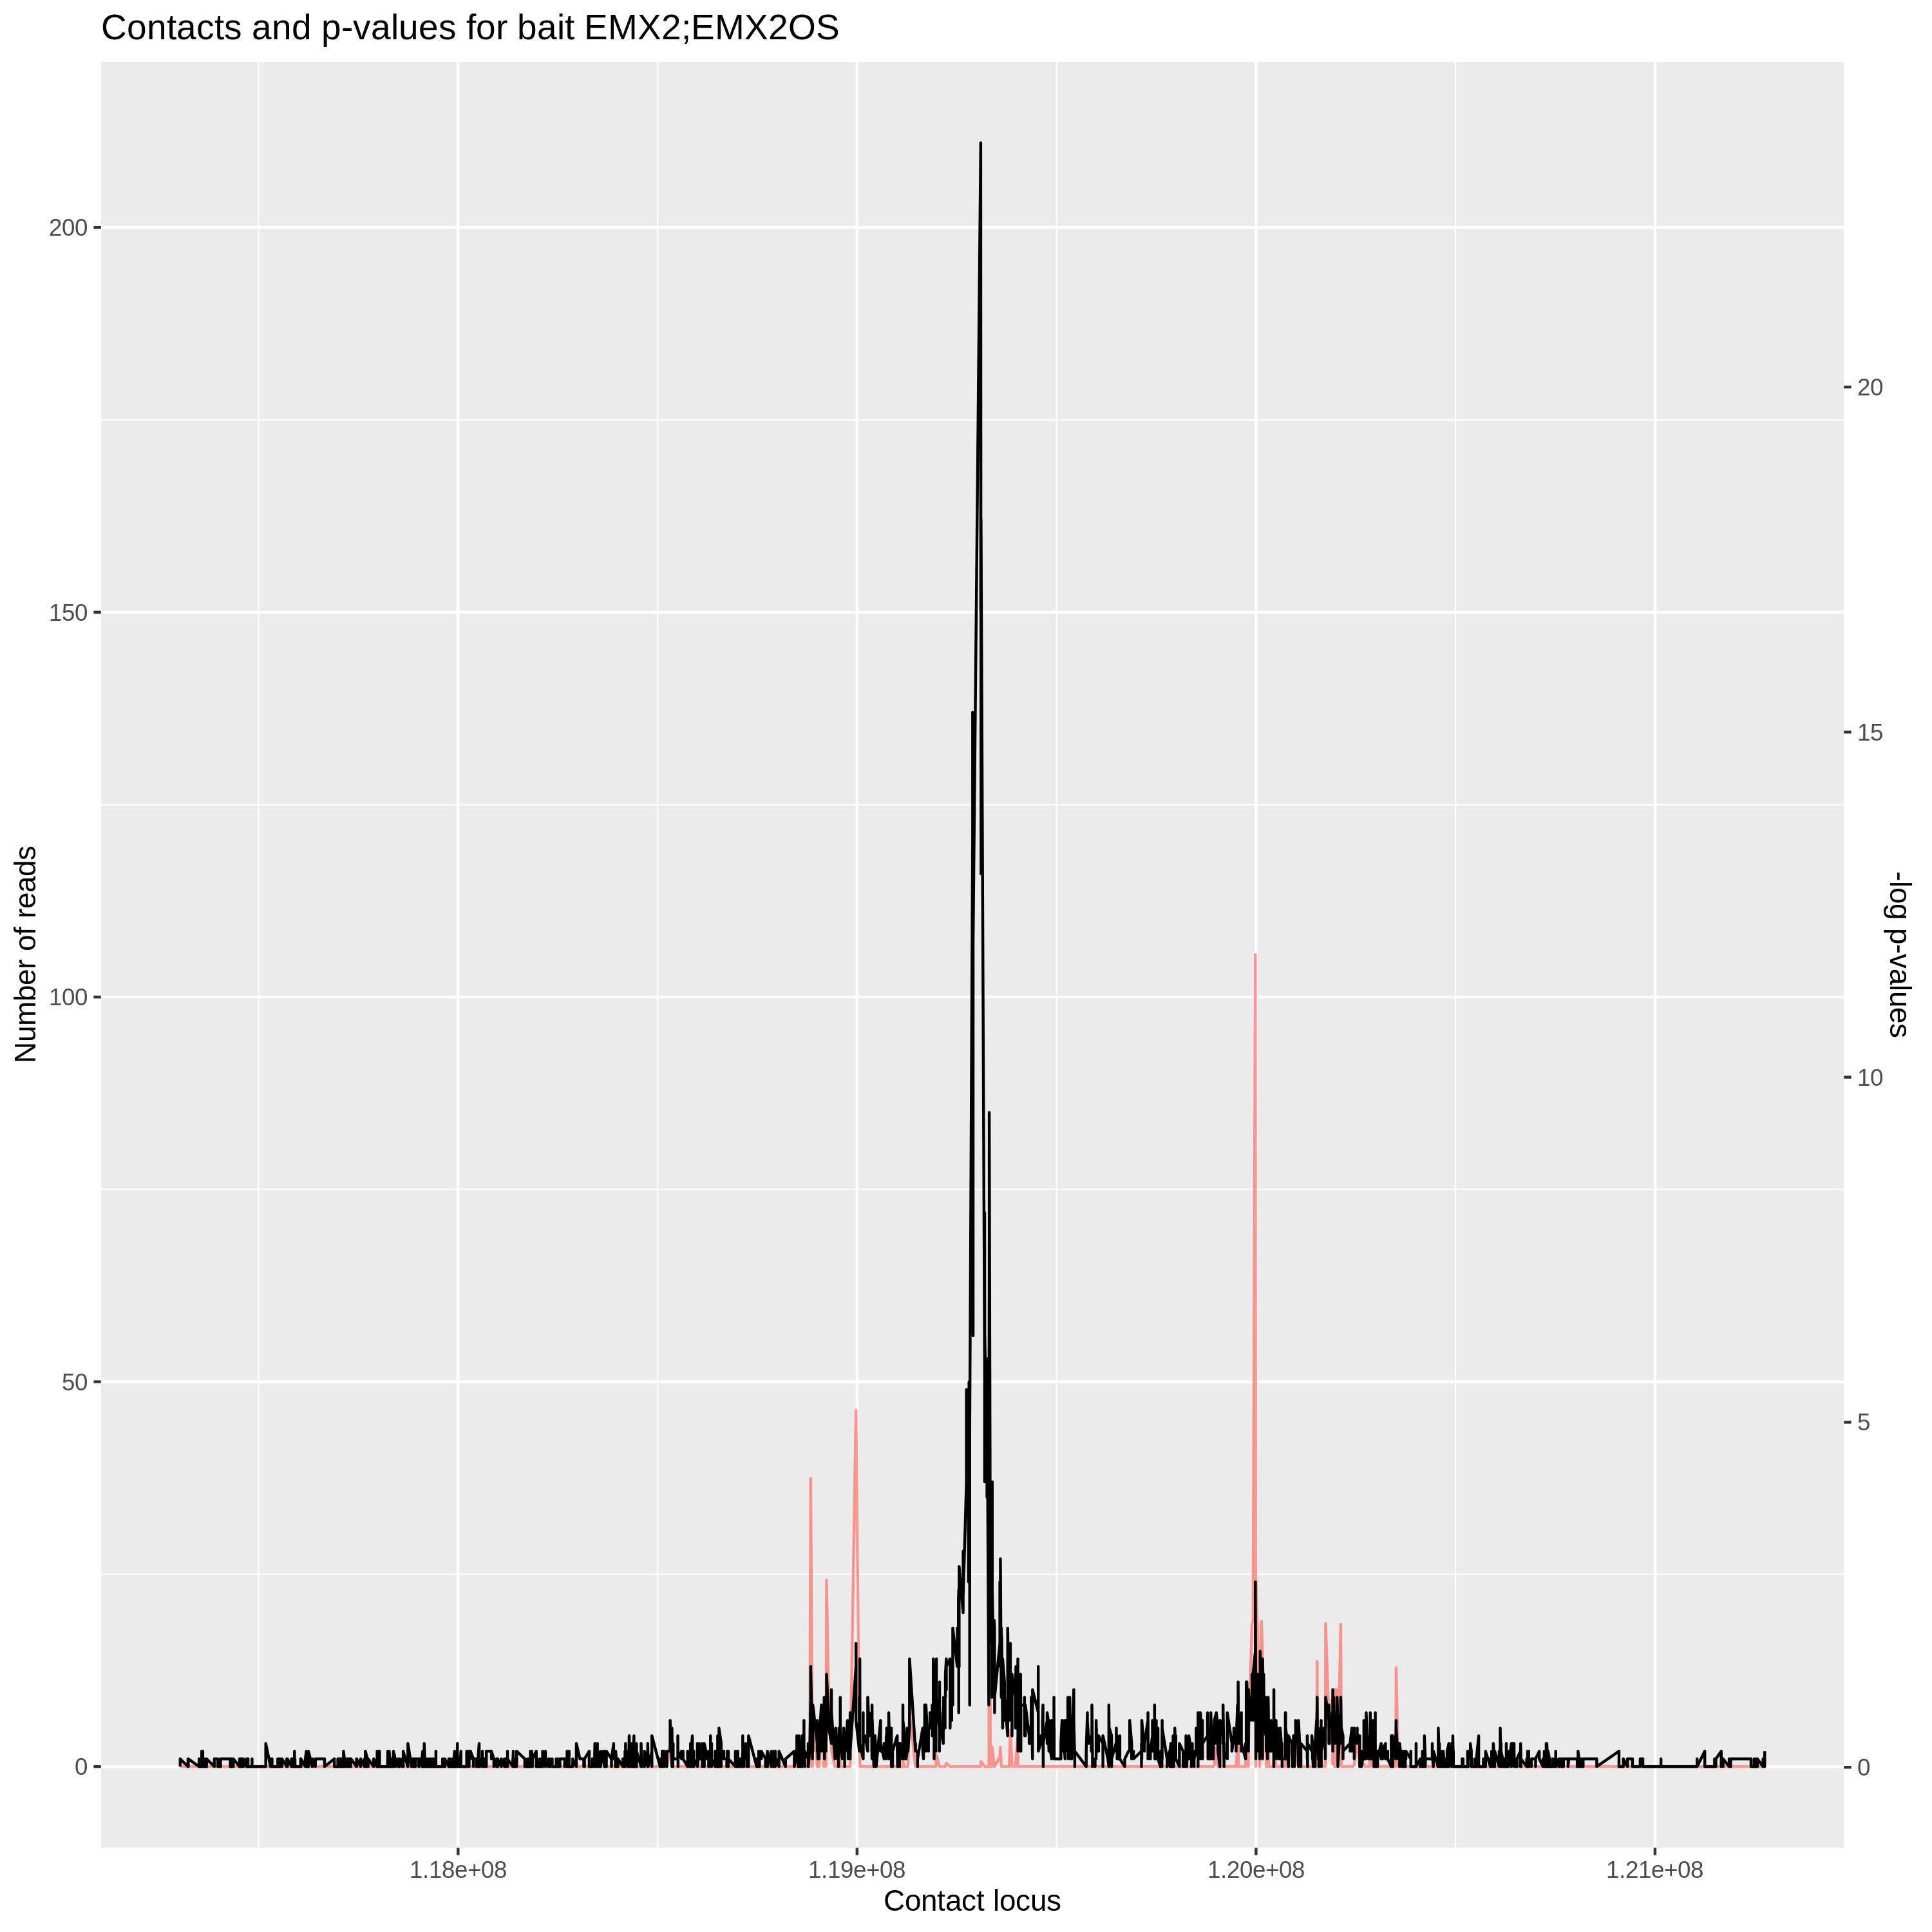 Contacts and p-values for bait EMX2;EMX2OS
200
150
100
50
0
Number of reads
20
15
10
5
0
-log p-values
1.18e+08
1.19e+08
1.20e+08
1.21e+08
Contact locus